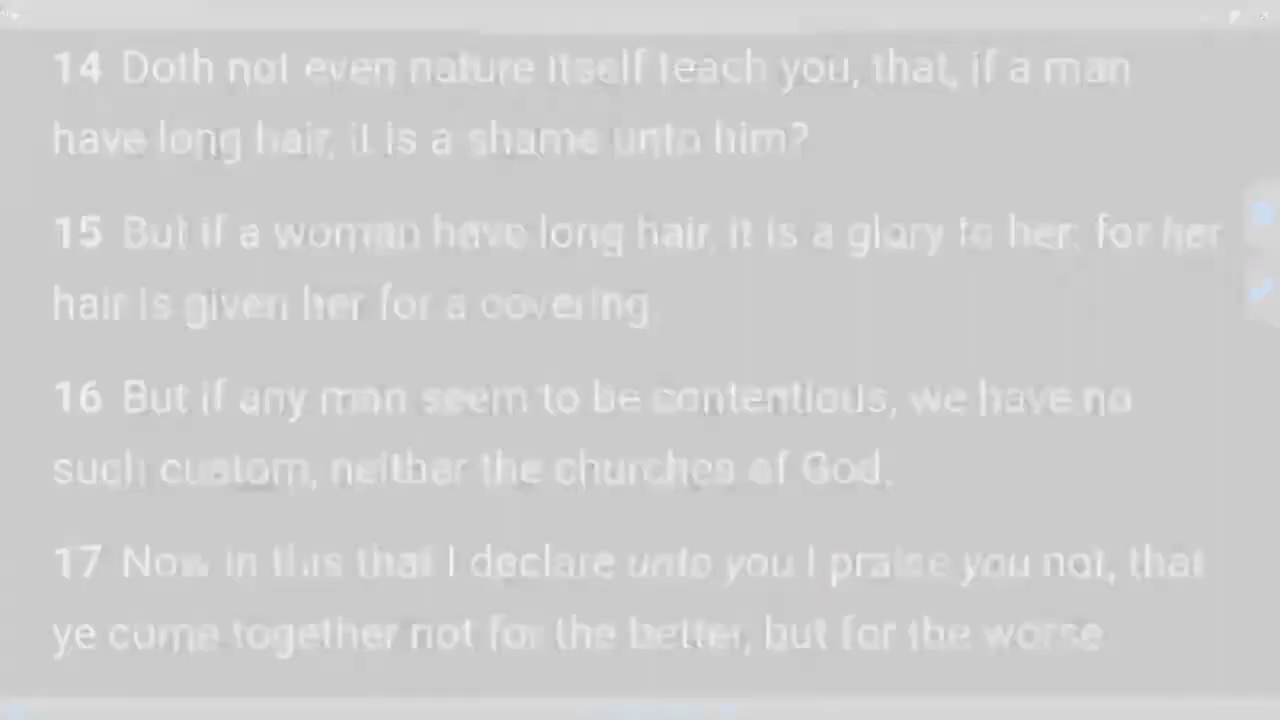 14 Doth not even nature itself teach you, that, if a man
have long hair, it is a shame unto him?
15 But if a woman have long hair, it is a glory to her: for her
hair is given her for a covering.
16 But if any man seem to be contentious, we have no
such custom, neither the churches of God.
17 Now in this that I declare unto you I praise you not, that
ye come together not for the better, but for the worse